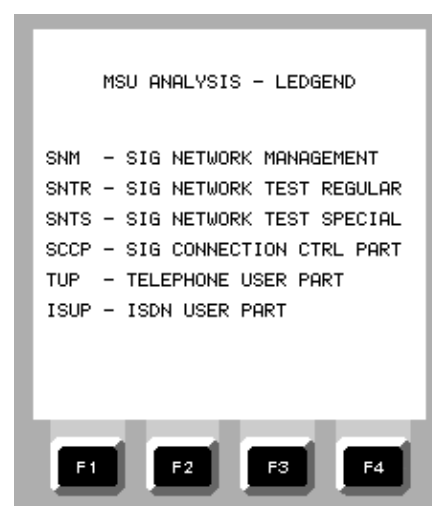 MSU ANALYSIS – LEDGEND
SNM – SIG NETWORK MANAGEMENT
SNTR – SIG NETWORK TEST REGULAR
SNTS – SIG NETWORK TEST SPECIAL
SCCP – SIG CONNECTION CTRL PART
TUP – TELEPHONE USER PART
ISUP – ISDN USER PART
F1 F2 F3 F4